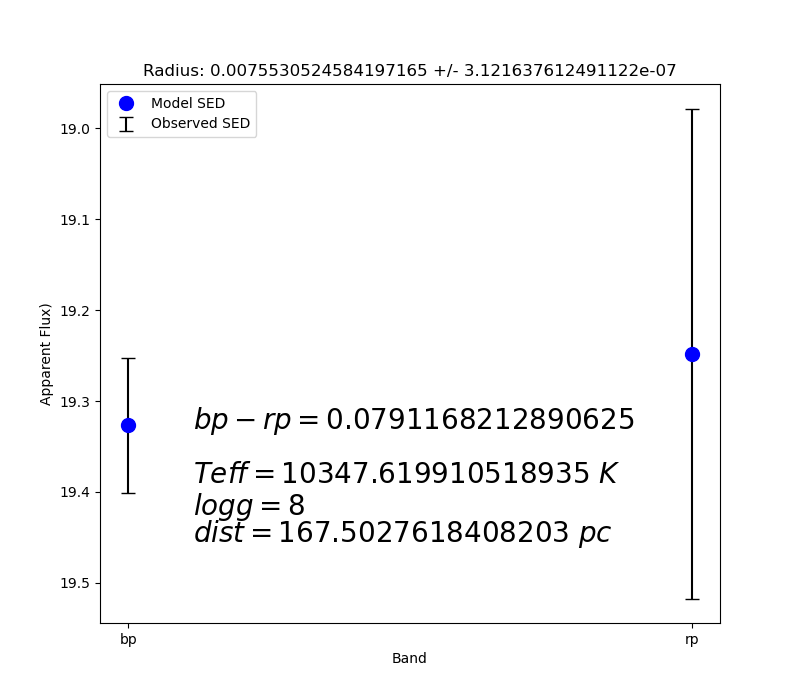 Radius: 0.0075530524584197165 +/- 3.121637612491122e-07
Model SED
Observed SED
19.0
19.1
19.2
19.3
19.4
19.5
Apparent Flux)
bp − rp = 0.0791168212890625
Teff = 10347.619910518935 K
logg = 8
dist = 167.5027618408203 pc
bp
rp
Band